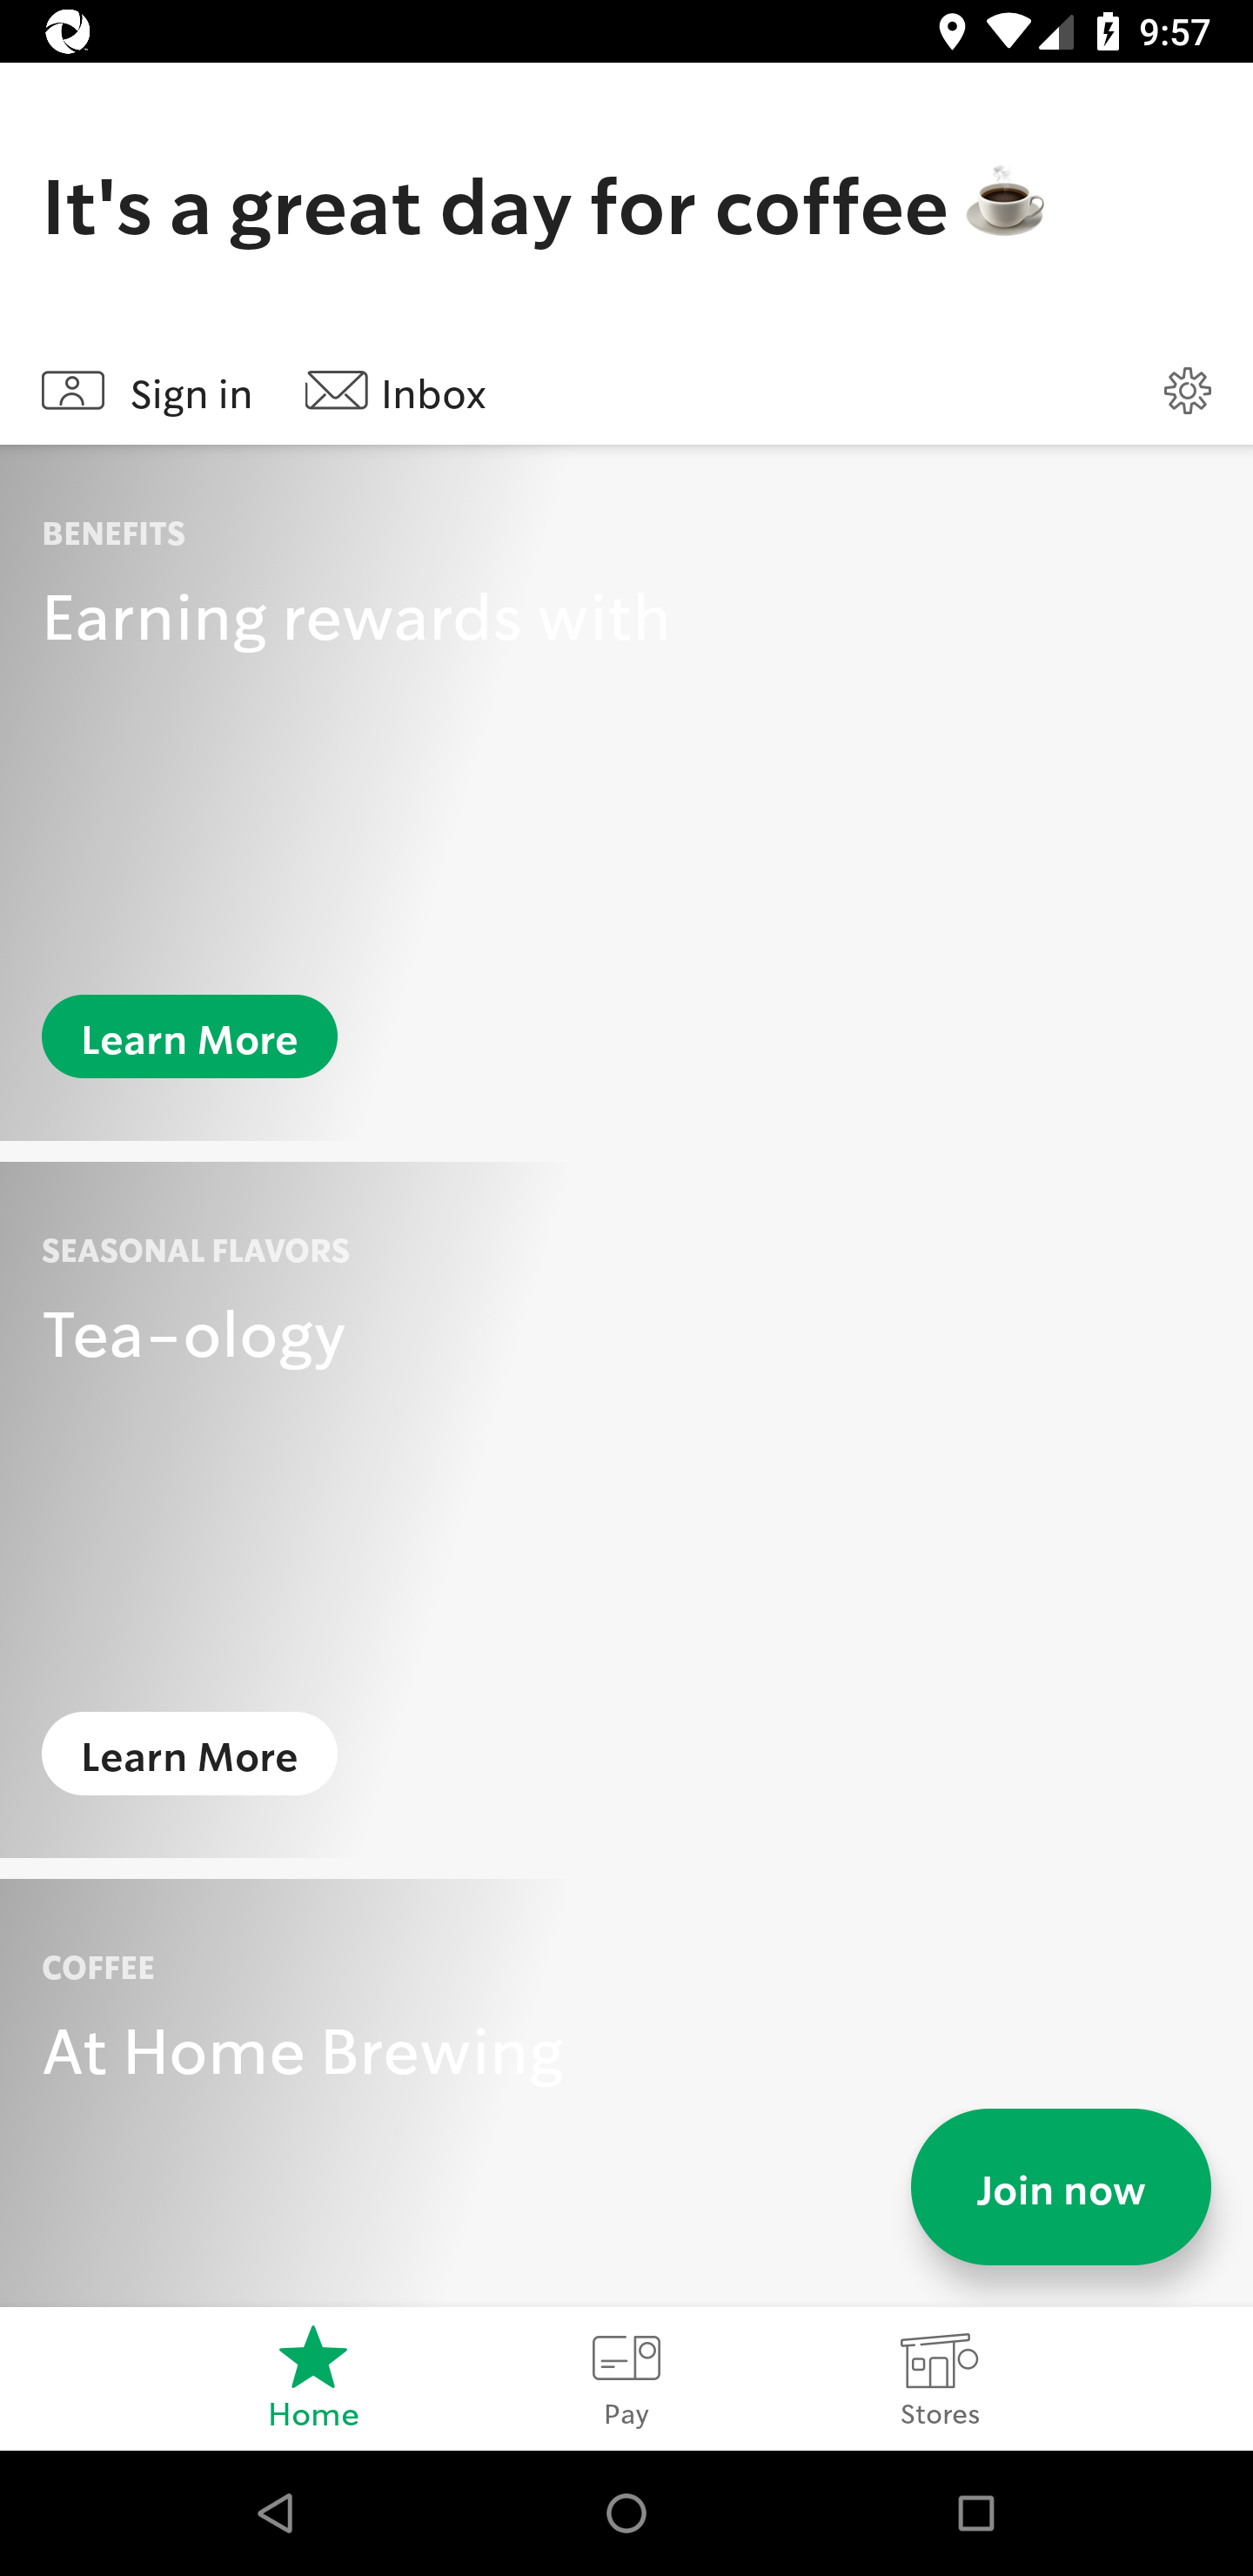 9:57
It's a great day for coffee ☕
Sign in
Inbox
BENEFITS
Earning rewards with
Learn More
SEASONAL FLAVORS
Tea-ology
Learn More
COFFEE
At Home Brewing
Join now
Home
Pay
Stores